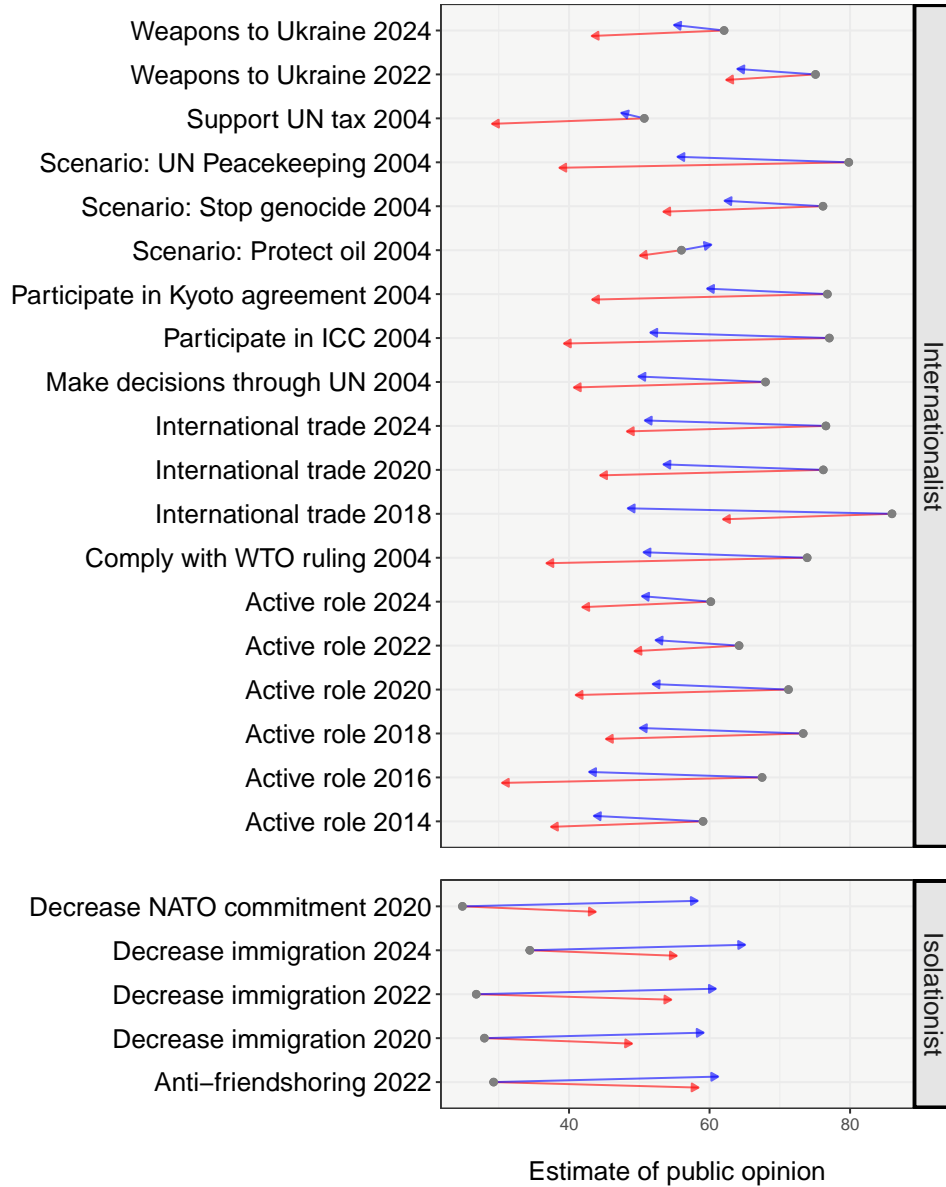 Weapons to Ukraine 2024
Weapons to Ukraine 2022
Support UN tax 2004
Scenario: UN Peacekeeping 2004
Scenario: Stop genocide 2004
Scenario: Protect oil 2004
Participate in Kyoto agreement 2004
Participate in ICC 2004
Make decisions through UN 2004
International trade 2024
International trade 2020
International trade 2018
Comply with WTO ruling 2004
Active role 2024
Active role 2022
Active role 2020
Active role 2018
Active role 2016
Active role 2014
Internationalist
Decrease NATO commitment 2020
Decrease immigration 2024
Decrease immigration 2022
Decrease immigration 2020
Anti−friendshoring 2022
Isolationist
40 60 80
Estimate of public opinion